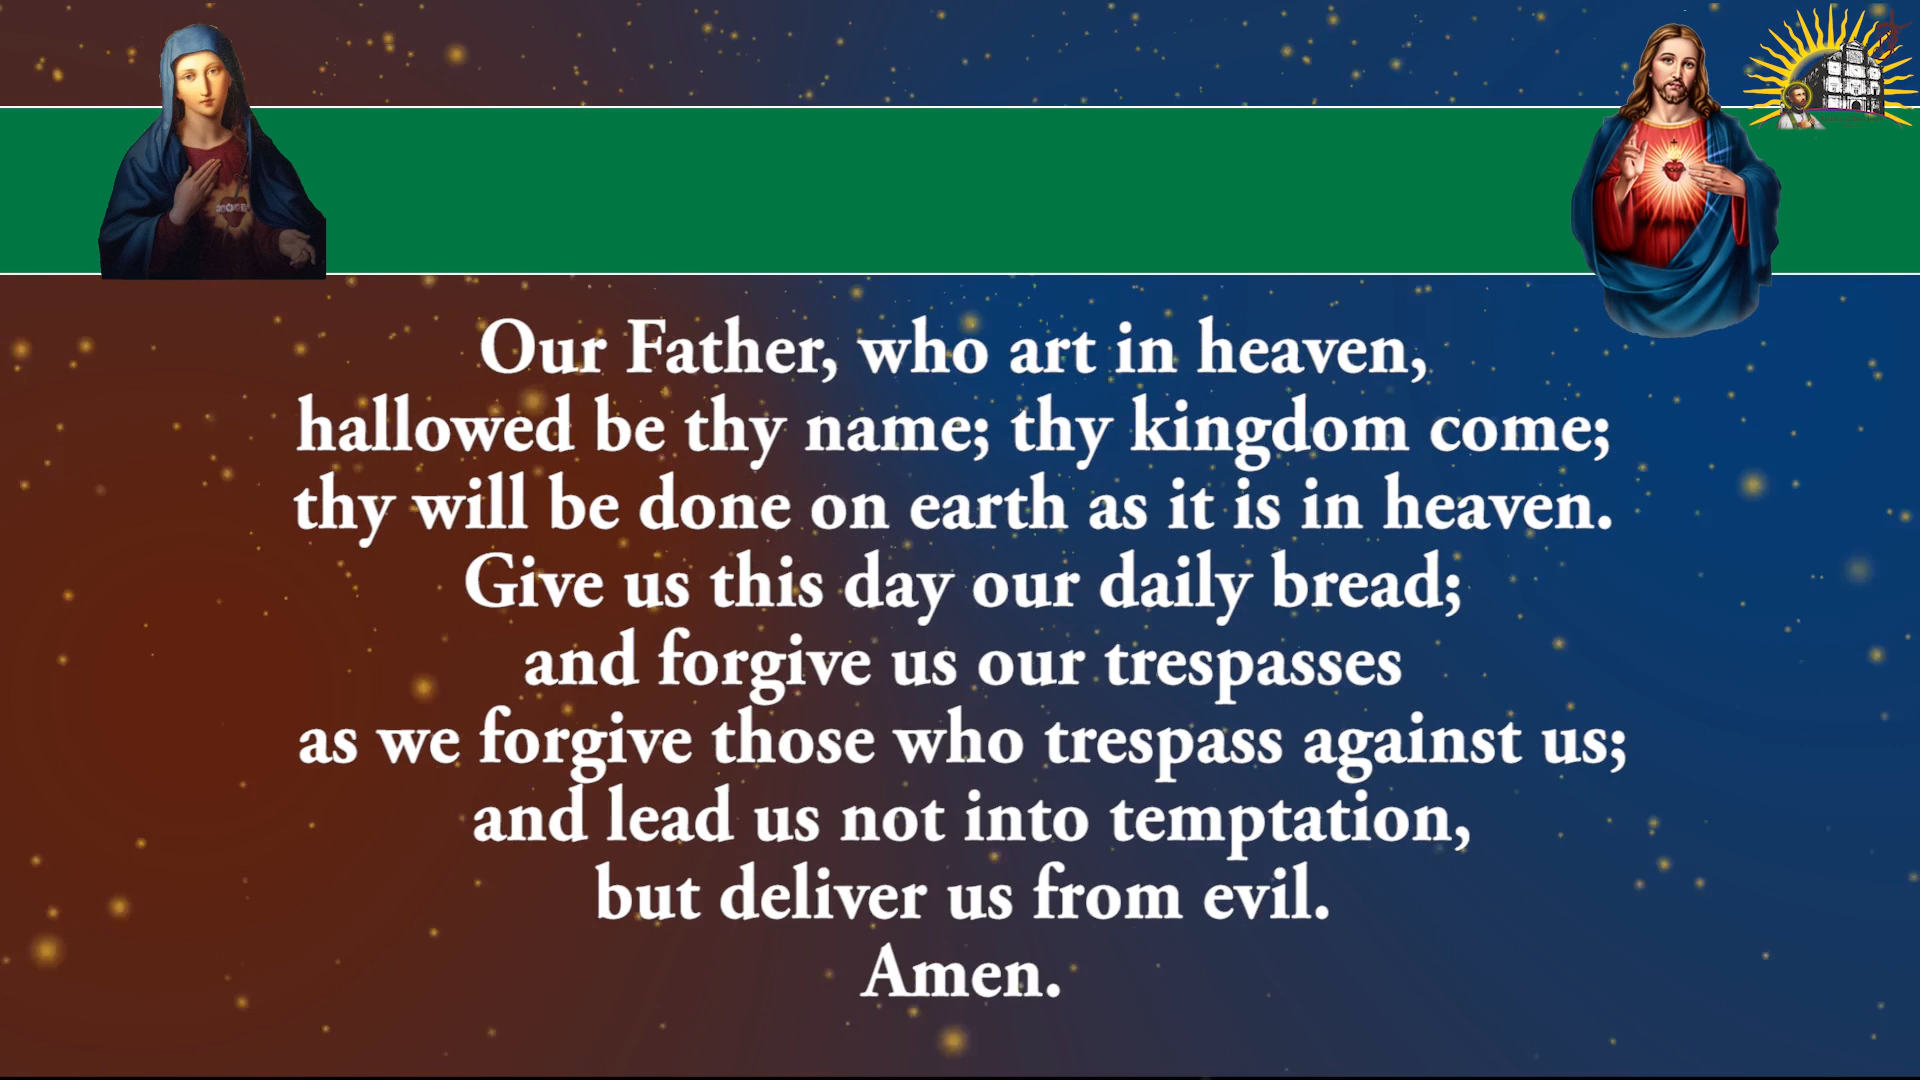 Our Father, who art in heaven,
hallowed be thy name; thy kingdom come;
thy will be done on earth as it is in heaven.
Give us this day our daily bread;
and forgive us our trespasses
as we forgive those who trespass against us;
and lead us not into temptation,
but deliver us from evil.
Amen.